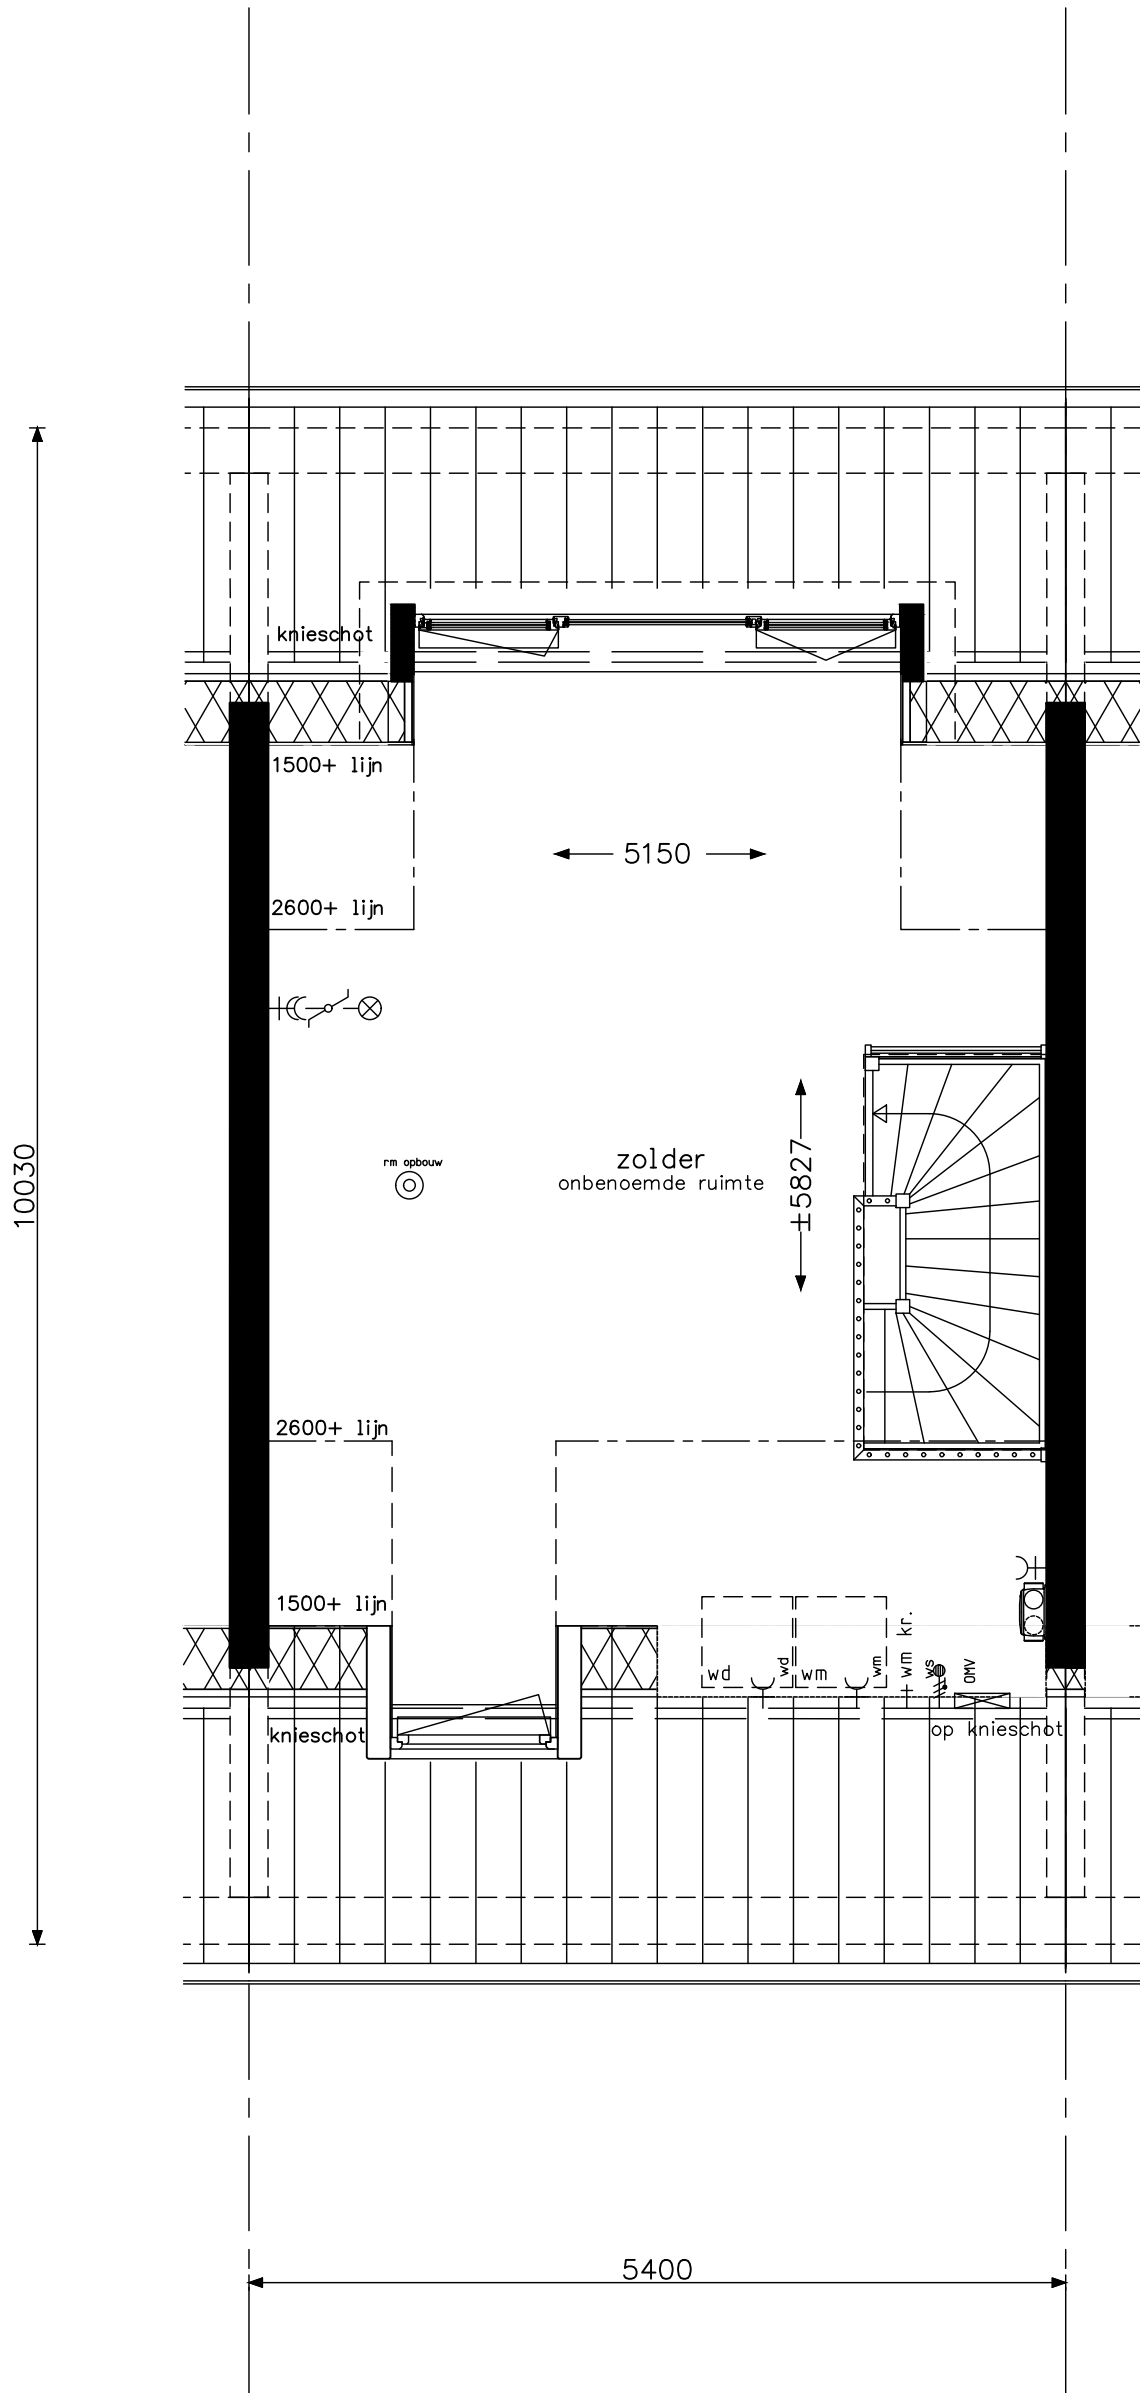 knieschot
1500+ lijn
5150
2600+ lijn
rm opbouw
zolder
onbenoemde ruimte
±5827
10030
2600+ lijn
1500+ lijn
wd
wd
wm
wm
wm kr.
ws
OMV
knieschot
op knieschot
5400